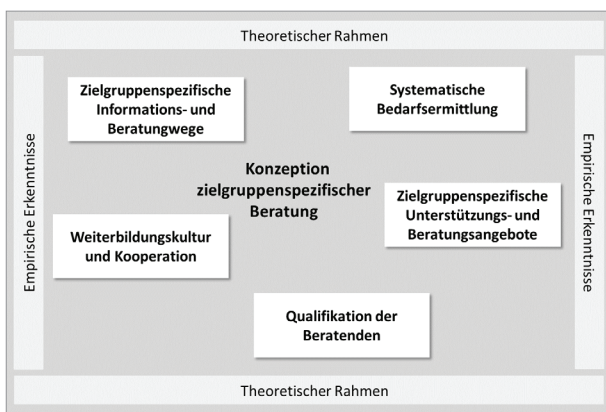 Theoretischer Rahmen
Empirische Erkenntnisse
Zielgruppenspezifische
Informations- und
Beratungwege
Systematische
Bedarfsermittlung
Konzeption
zielgruppenspezifischer
Beratung
Zielgruppenspezifische
Unterstützungs- und
Beratungsangebote
Weiterbildungskultur
und Kooperation
Qualifikation der
Beratenden
Empirische Erkenntnisse
Theoretischer Rahmen